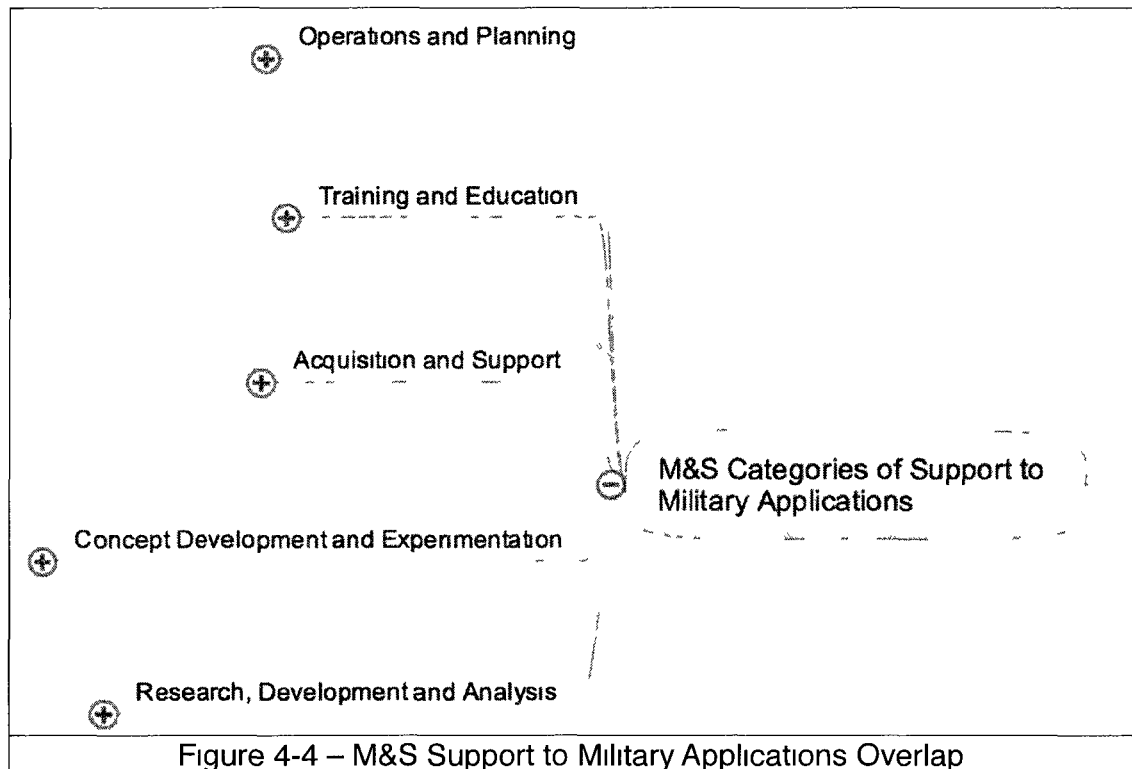 Operations and Planning
Training and Education
Acquisition and Support
M&S Categories of Support to
Military Applications
Concept Development and Experimentation
Research, Development and Analysis
Figure 4-4 – M&S Support to Military Applications Overlap